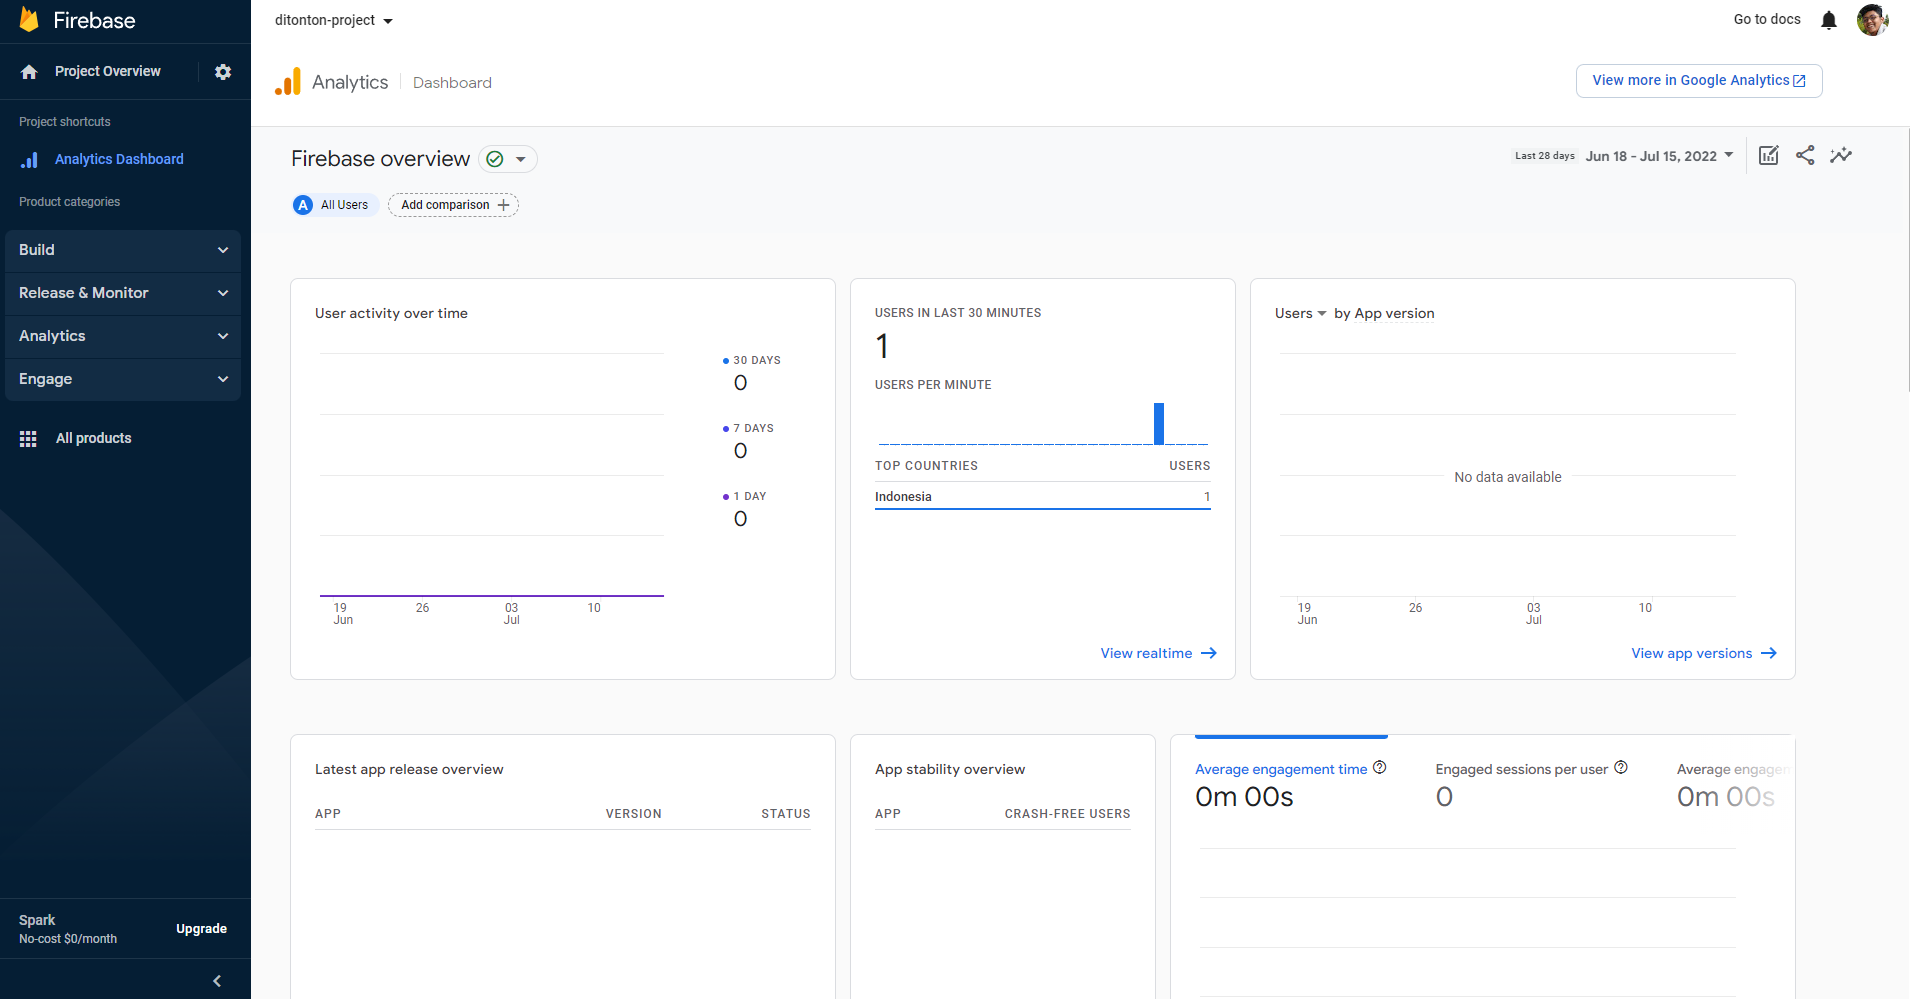 Firebase
ditonton-project
Go to docs
Project Overview
Analytics
Dashboard
View more in Google Analytics
Project shortcuts
Analytics Dashboard
Product categories
Build
Release & Monitor
Analytics
Engage
All products
Spark
No-cost $0/month
Upgrade
Firebase overview
Last 28 days
Jun 18 - Jul 15, 2022
A
All Users
Add comparison
User activity over time
30 DAYS
0
7 DAYS
0
1 DAY
0
19
Jun
26
03
Jul
10
USERS IN LAST 30 MINUTES
1
USERS PER MINUTE
TOP COUNTRIES
USERS
Indonesia
1
View realtime
Users by App version
No data available
19
Jun
26
03
Jul
10
View app versions
Latest app release overview
APP
VERSION
STATUS
App stability overview
APP
CRASH-FREE USERS
Average engagement time
0m 00s
Engaged sessions per user
0
Average engagem
0m 00s